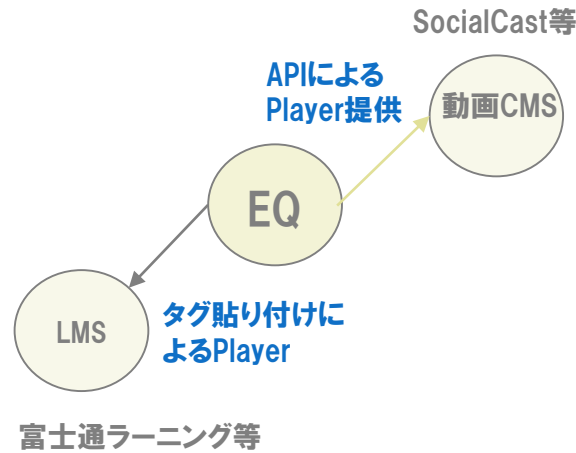 SocialCast等
APIによる
Player提供
動画CMS
EQ
LMS
タグ貼り付けに
よるPlayer
富士通ラーニング等